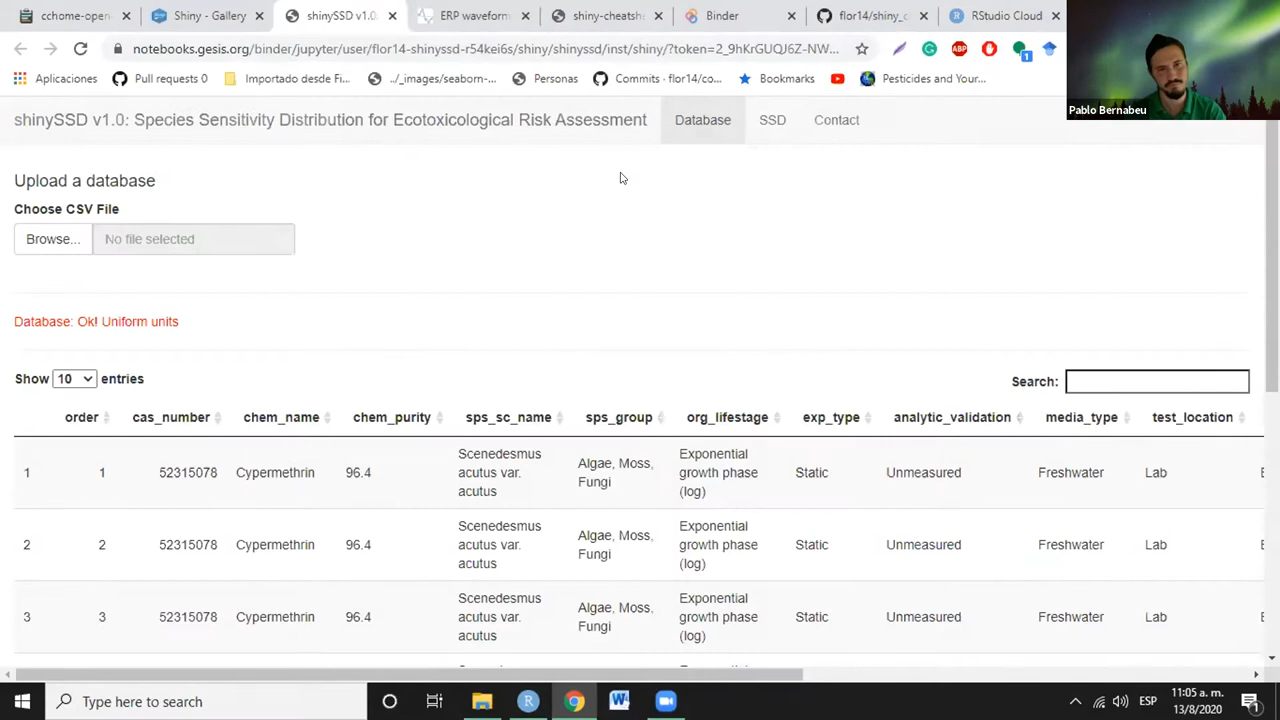 cchome-open: Shiny - Gallery shinySSD v1.0: ERP waveform shiny-cheatsh Binder flor14/shiny_c RStudio Cloud
notebooks.gesis.org/binder/jupyter/user/flor14-shinyssd-r54kei6s/shiny/shinyssd/inst/shiny/?token=2_9hKrGUQJ6Z-NW...
Aplicaciones Pull requests 0 Importado desde Fi... ../_images/seaborn-... Personas Commits · flor14/co... Bookmarks Pesticides and Your...
Pablo Bernabeu
shinySSD v1.0: Species Sensitivity Distribution for Ecotoxicological Risk Assessment Database SSD Contact
Upload a database
Choose CSV File
Browse... No file selected
Database: Ok! Uniform units
Show 10 entries Search:
order cas_number chem_name chem_purity sps_sc_name sps_group org_lifestage exp_type analytic_validation media_type test_location
1 1 52315078 Cypermethrin 96.4 Scenedesmus acutus var. acutus Algae, Moss, Fungi Exponential growth phase (log) Static Unmeasured Freshwater Lab
2 2 52315078 Cypermethrin 96.4 Scenedesmus acutus var. acutus Algae, Moss, Fungi Exponential growth phase (log) Static Unmeasured Freshwater Lab
3 3 52315078 Cypermethrin 96.4 Scenedesmus acutus var. acutus Algae, Moss, Fungi Exponential growth phase (log) Static Unmeasured Freshwater Lab
Type here to search ESP 11:05 a. m.
13/8/2020